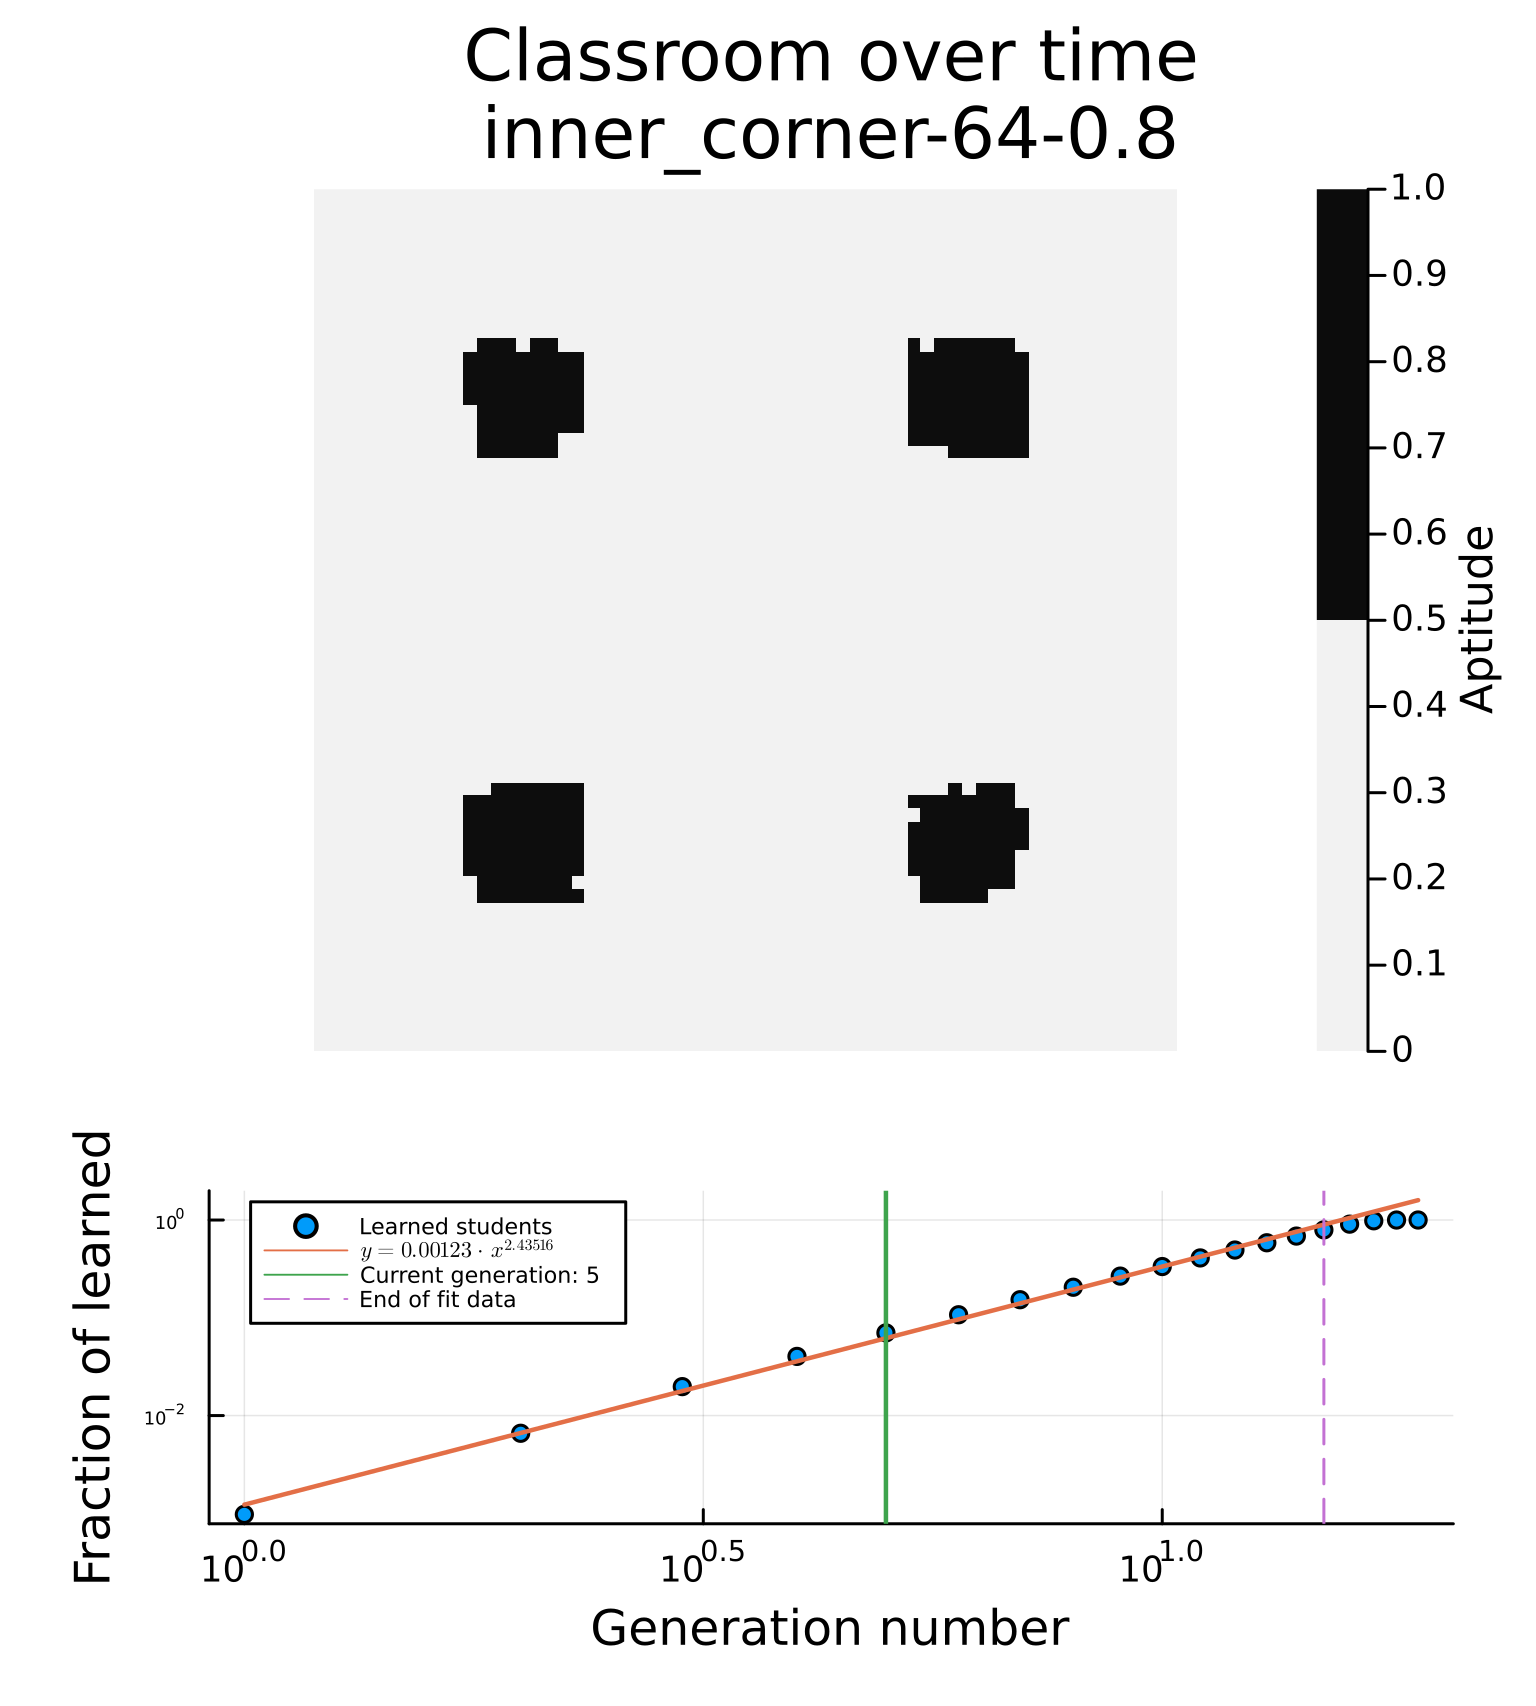 Classroom over time
inner_corner-64-0.8
1.0
0.9
0.8
0.7
0.6
0.5
0.4
0.3
0.2
0.1
0
Aptitude
Fraction of learned
10⁰
10⁻²
Learned students
y = 0.00123 · x^2.43516
Current generation: 5
End of fit data
10^0.0
10^0.5
10^1.0
Generation number